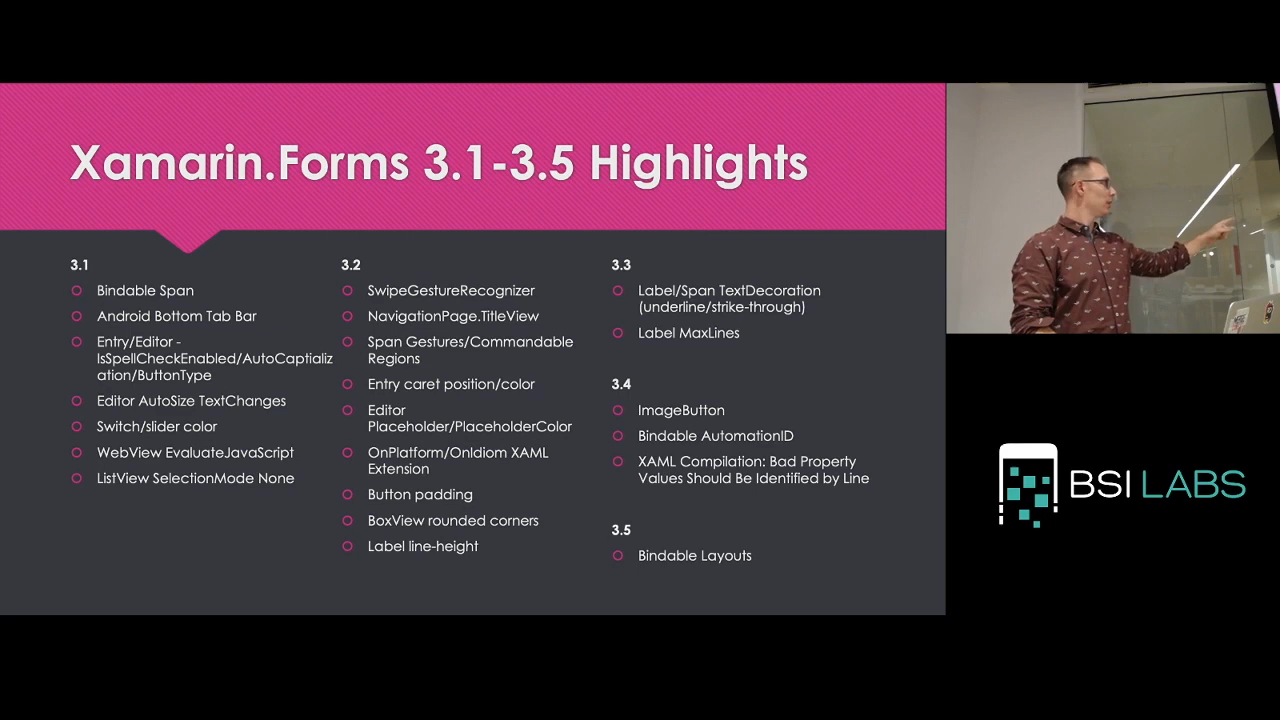 Xamarin.Forms 3.1-3.5 Highlights
3.1
Bindable Span
Android Bottom Tab Bar
Entry/Editor -
IsSpellCheckEnabled/AutoCaptializ
ation/ButtonType
Editor AutoSize TextChanges
Switch/slider color
WebView EvaluateJavaScript
ListView SelectionMode None
3.2
SwipeGestureRecognizer
NavigationPage.TitleView
Span Gestures/Commandable
Regions
Entry caret position/color
Editor
Placeholder/PlaceholderColor
OnPlatform/OnIdiom XAML
Extension
Button padding
BoxView rounded corners
Label line-height
3.3
Label/Span TextDecoration
(underline/strike-through)
Label MaxLines
3.4
ImageButton
Bindable AutomationID
XAML Compilation: Bad Property
Values Should Be Identified by Line
3.5
Bindable Layouts
BSI LABS